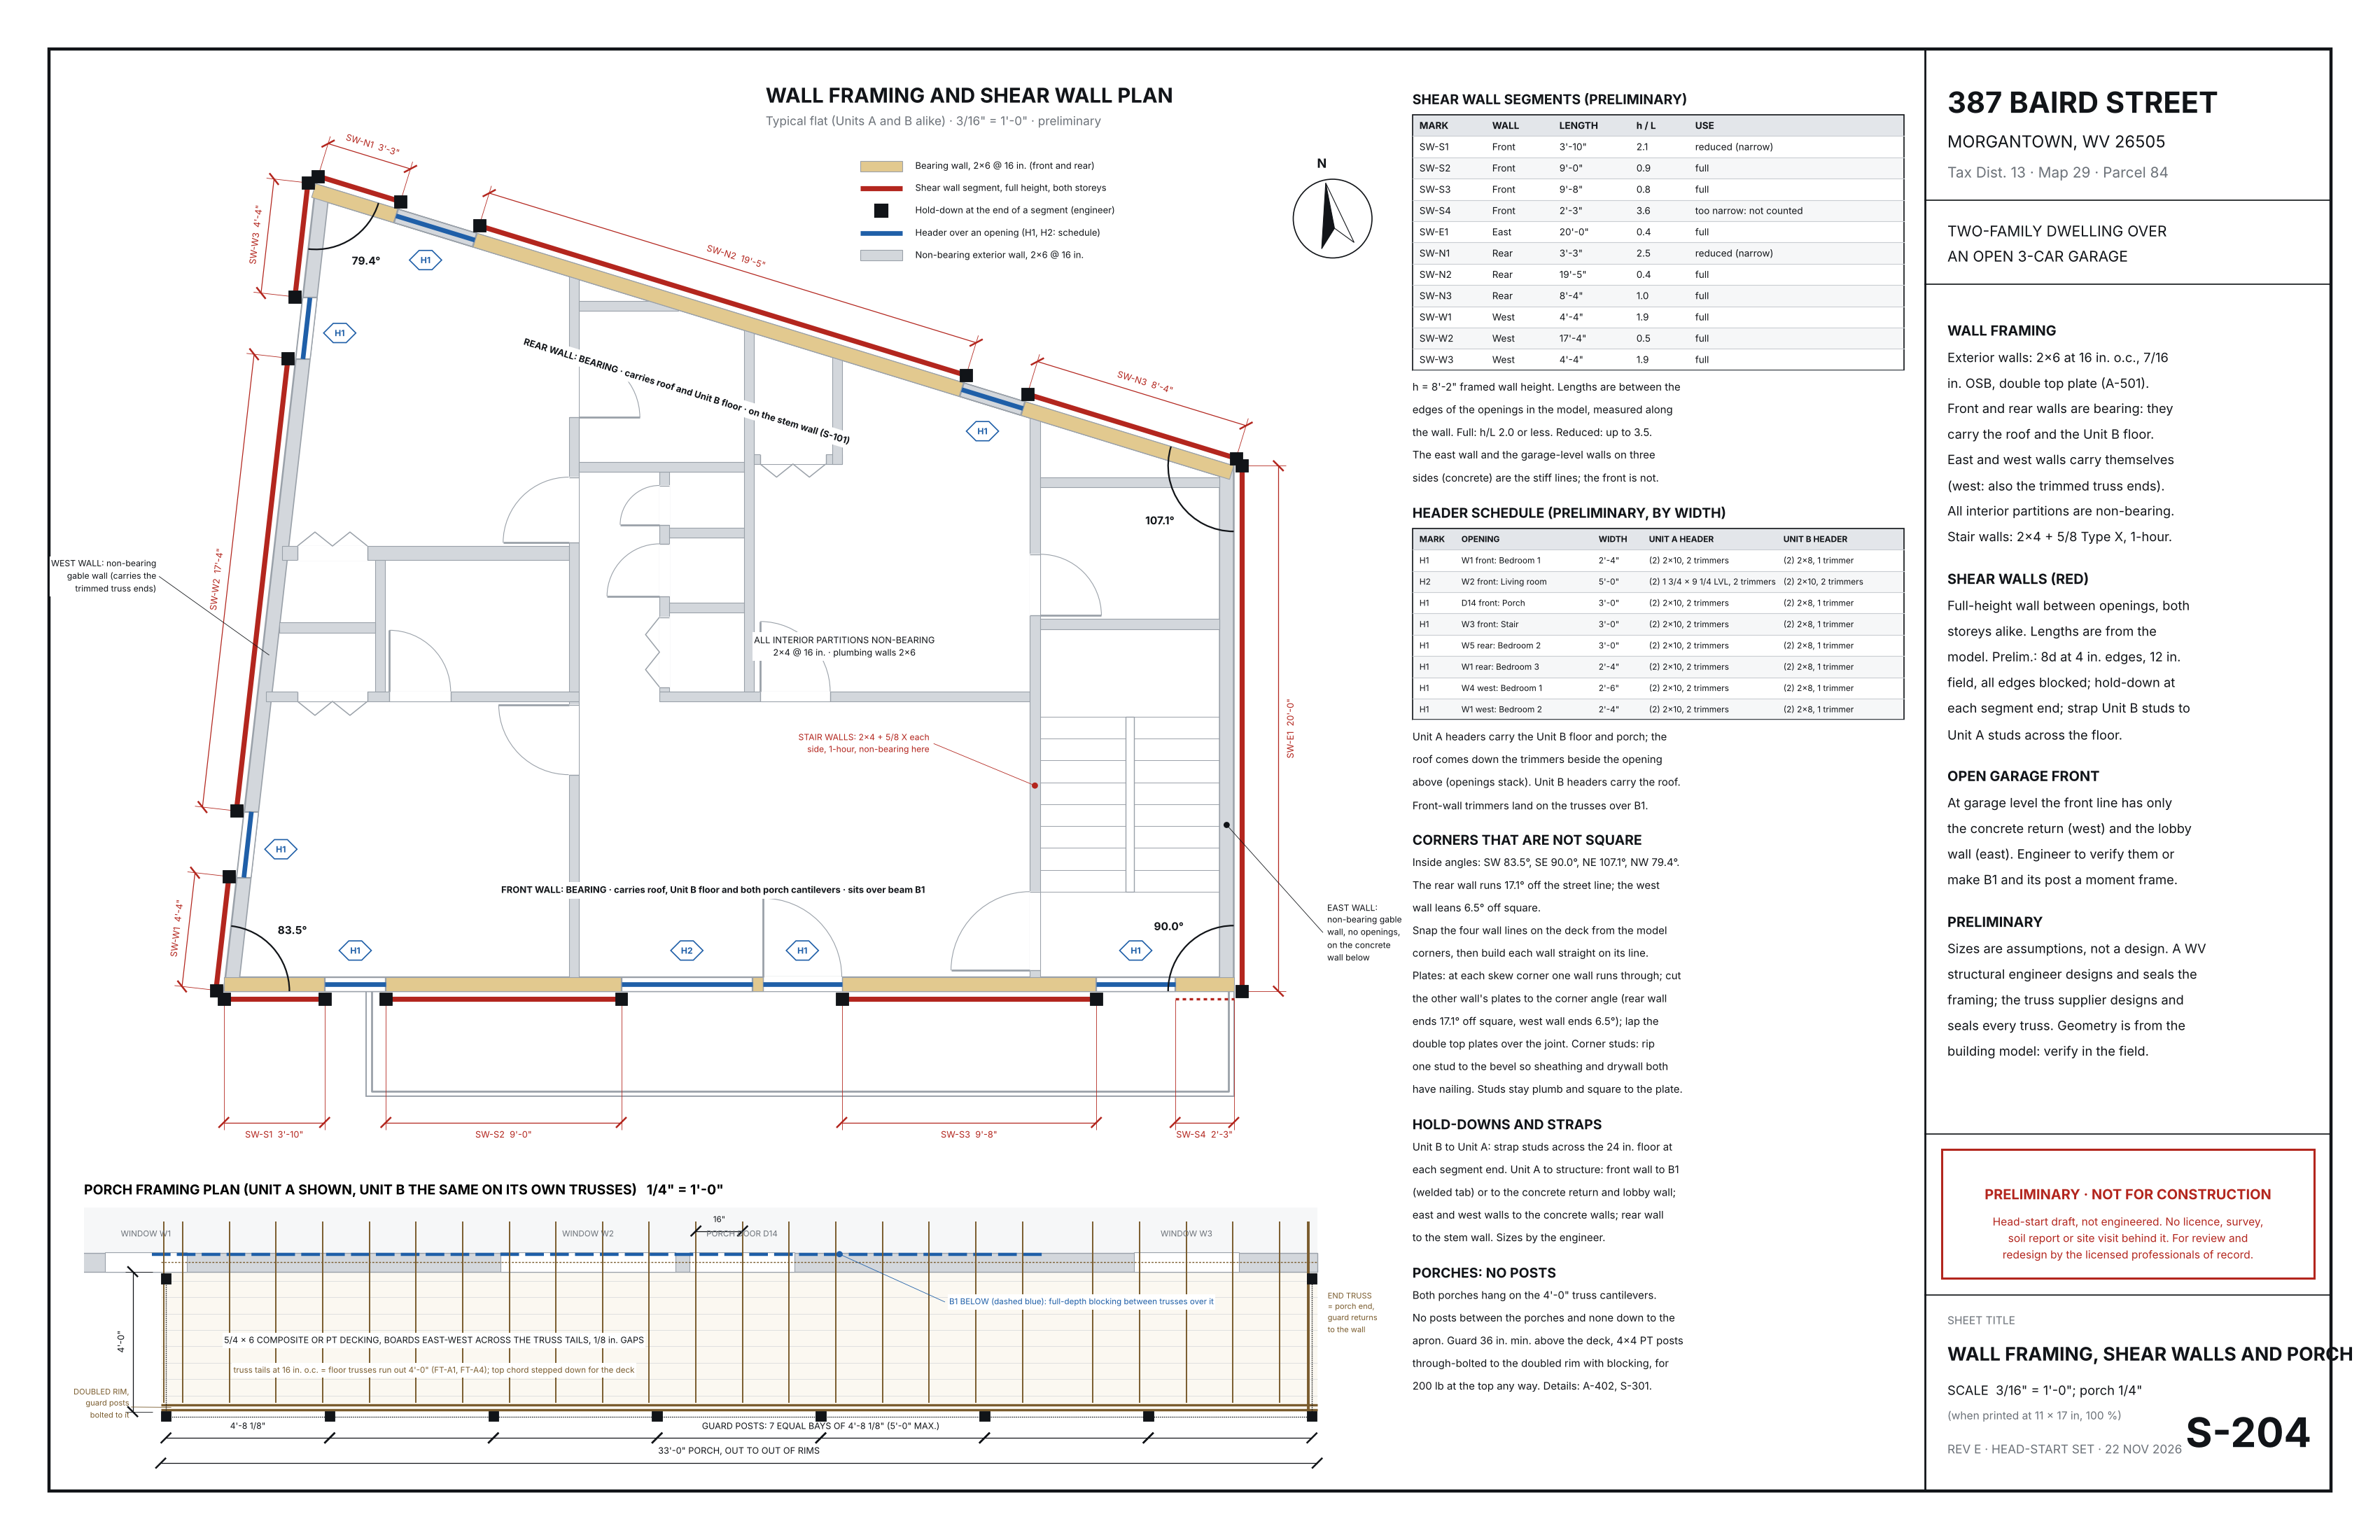 WALL FRAMING AND SHEAR WALL PLAN
Typical flat (Units A and B alike) · 3/16" = 1'-0" · preliminary
Bearing wall, 2×6 @ 16 in. (front and rear)
Shear wall segment, full height, both storeys
Hold-down at the end of a segment (engineer)
Header over an opening (H1, H2: schedule)
Non-bearing exterior wall, 2×6 @ 16 in.
N
SW-N1 3'-3"
SW-W3 4'-4"
79.4°
H1
SW-N2 19'-5"
H1
REAR WALL: BEARING · carries roof and Unit B floor · on the stem wall (S-101)
SW-N3 8'-4"
H1
107.1°
WEST WALL: non-bearing
gable wall (carries the
trimmed truss ends)
SW-W2 17'-4"
ALL INTERIOR PARTITIONS NON-BEARING
2×4 @ 16 in. · plumbing walls 2×6
STAIR WALLS: 2×4 + 5/8 X each
side, 1-hour, non-bearing here
SW-E1 20'-0"
H1
FRONT WALL: BEARING · carries roof, Unit B floor and both porch cantilevers · sits over beam B1
EAST WALL:
non-bearing gable
wall, no openings,
on the concrete
wall below
SW-W1 4'-4"
83.5°
90.0°
H1
H2
H1
H1
SW-S1 3'-10"
SW-S2 9'-0"
SW-S3 9'-8"
SW-S4 2'-3"
PORCH FRAMING PLAN (UNIT A SHOWN, UNIT B THE SAME ON ITS OWN TRUSSES) 1/4" = 1'-0"
16"
WINDOW W1
WINDOW W2
PORCH DOOR D14
WINDOW W3
B1 BELOW (dashed blue): full-depth blocking between trusses over it
END TRUSS
= porch end,
guard returns
to the wall
4'-0"
5/4 × 6 COMPOSITE OR PT DECKING, BOARDS EAST-WEST ACROSS THE TRUSS TAILS, 1/8 in. GAPS
truss tails at 16 in. o.c. = floor trusses run out 4'-0" (FT-A1, FT-A4); top chord stepped down for the deck
DOUBLED RIM,
guard posts
bolted to it
4'-8 1/8"
GUARD POSTS: 7 EQUAL BAYS OF 4'-8 1/8" (5'-0" MAX.)
33'-0" PORCH, OUT TO OUT OF RIMS
SHEAR WALL SEGMENTS (PRELIMINARY)
MARK WALL LENGTH h / L USE
SW-S1 Front 3'-10" 2.1 reduced (narrow)
SW-S2 Front 9'-0" 0.9 full
SW-S3 Front 9'-8" 0.8 full
SW-S4 Front 2'-3" 3.6 too narrow: not counted
SW-E1 East 20'-0" 0.4 full
SW-N1 Rear 3'-3" 2.5 reduced (narrow)
SW-N2 Rear 19'-5" 0.4 full
SW-N3 Rear 8'-4" 1.0 full
SW-W1 West 4'-4" 1.9 full
SW-W2 West 17'-4" 0.5 full
SW-W3 West 4'-4" 1.9 full
h = 8'-2" framed wall height. Lengths are between the
edges of the openings in the model, measured along
the wall. Full: h/L 2.0 or less. Reduced: up to 3.5.
The east wall and the garage-level walls on three
sides (concrete) are the stiff lines; the front is not.
HEADER SCHEDULE (PRELIMINARY, BY WIDTH)
MARK OPENING WIDTH UNIT A HEADER UNIT B HEADER
H1 W1 front: Bedroom 1 2'-4" (2) 2×10, 2 trimmers (2) 2×8, 1 trimmer
H2 W2 front: Living room 5'-0" (2) 1 3/4 × 9 1/4 LVL, 2 trimmers (2) 2×10, 2 trimmers
H1 D14 front: Porch 3'-0" (2) 2×10, 2 trimmers (2) 2×8, 1 trimmer
H1 W3 front: Stair 3'-0" (2) 2×10, 2 trimmers (2) 2×8, 1 trimmer
H1 W5 rear: Bedroom 2 3'-0" (2) 2×10, 2 trimmers (2) 2×8, 1 trimmer
H1 W1 rear: Bedroom 3 2'-4" (2) 2×10, 2 trimmers (2) 2×8, 1 trimmer
H1 W4 west: Bedroom 1 2'-6" (2) 2×10, 2 trimmers (2) 2×8, 1 trimmer
H1 W1 west: Bedroom 2 2'-4" (2) 2×10, 2 trimmers (2) 2×8, 1 trimmer
Unit A headers carry the Unit B floor and porch; the
roof comes down the trimmers beside the opening
above (openings stack). Unit B headers carry the roof.
Front-wall trimmers land on the trusses over B1.
CORNERS THAT ARE NOT SQUARE
Inside angles: SW 83.5°, SE 90.0°, NE 107.1°, NW 79.4°.
The rear wall runs 17.1° off the street line; the west
wall leans 6.5° off square.
Snap the four wall lines on the deck from the model
corners, then build each wall straight on its line.
Plates: at each skew corner one wall runs through; cut
the other wall's plates to the corner angle (rear wall
ends 17.1° off square, west wall ends 6.5°); lap the
double top plates over the joint. Corner studs: rip
one stud to the bevel so sheathing and drywall both
have nailing. Studs stay plumb and square to the plate.
HOLD-DOWNS AND STRAPS
Unit B to Unit A: strap studs across the 24 in. floor at
each segment end. Unit A to structure: front wall to B1
(welded tab) or to the concrete return and lobby wall;
east and west walls to the concrete walls; rear wall
to the stem wall. Sizes by the engineer.
PORCHES: NO POSTS
Both porches hang on the 4'-0" truss cantilevers.
No posts between the porches and none down to the
apron. Guard 36 in. min. above the deck, 4×4 PT posts
through-bolted to the doubled rim with blocking, for
200 lb at the top any way. Details: A-402, S-301.
387 BAIRD STREET
MORGANTOWN, WV 26505
Tax Dist. 13 · Map 29 · Parcel 84
TWO-FAMILY DWELLING OVER
AN OPEN 3-CAR GARAGE
WALL FRAMING
Exterior walls: 2×6 at 16 in. o.c., 7/16
in. OSB, double top plate (A-501).
Front and rear walls are bearing: they
carry the roof and the Unit B floor.
East and west walls carry themselves
(west: also the trimmed truss ends).
All interior partitions are non-bearing.
Stair walls: 2×4 + 5/8 Type X, 1-hour.
SHEAR WALLS (RED)
Full-height wall between openings, both
storeys alike. Lengths are from the
model. Prelim.: 8d at 4 in. edges, 12 in.
field, all edges blocked; hold-down at
each segment end; strap Unit B studs to
Unit A studs across the floor.
OPEN GARAGE FRONT
At garage level the front line has only
the concrete return (west) and the lobby
wall (east). Engineer to verify them or
make B1 and its post a moment frame.
PRELIMINARY
Sizes are assumptions, not a design. A WV
structural engineer designs and seals the
framing; the truss supplier designs and
seals every truss. Geometry is from the
building model: verify in the field.
PRELIMINARY · NOT FOR CONSTRUCTION
Head-start draft, not engineered. No licence, survey,
soil report or site visit behind it. For review and
redesign by the licensed professionals of record.
SHEET TITLE
WALL FRAMING, SHEAR WALLS AND PORCH
SCALE 3/16" = 1'-0"; porch 1/4"
(when printed at 11 × 17 in, 100 %)
REV E · HEAD-START SET · 22 NOV 2026
S-204